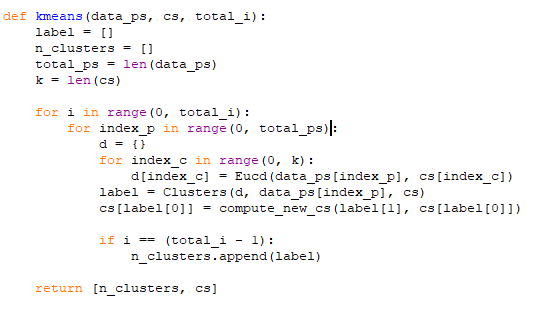 def kmeans(data_ps, cs, total_i):
    label = []
    n_clusters = []
    total_ps = len(data_ps)
    k = len(cs)

    for i in range(0, total_i):
        for index_p in range(0, total_ps):
            d = {}
            for index_c in range(0, k):
                d[index_c] = Eucd(data_ps[index_p], cs[index_c])
            label = Clusters(d, data_ps[index_p], cs)
            cs[label[0]] = compute_new_cs(label[1], cs[label[0]])

            if i == (total_i - 1):
                n_clusters.append(label)

    return [n_clusters, cs]